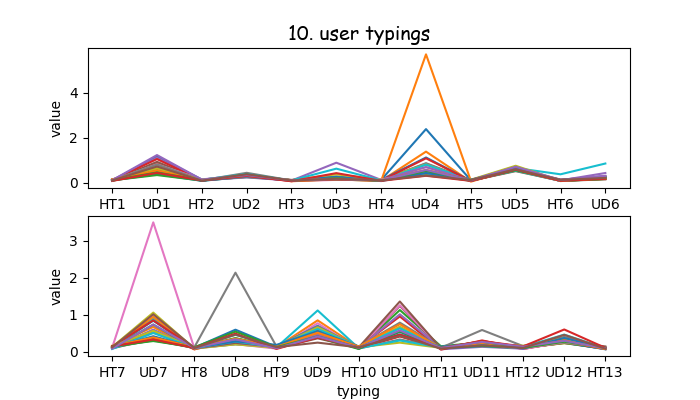 10. user typings
4
2
0
value
HT1 UD1 HT2 UD2 HT3 UD3 HT4 UD4 HT5 UD5 HT6 UD6
3
2
1
0
value
HT7 UD7 HT8 UD8 HT9 UD9 HT10 UD10 HT11 UD11 HT12 UD12 HT13
typing